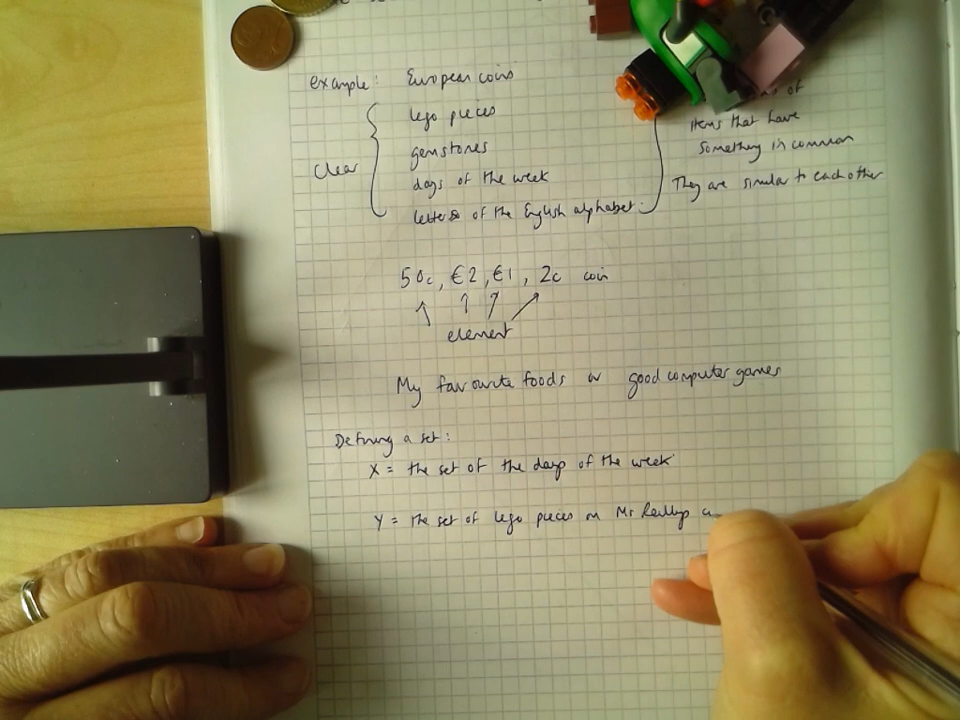 example: European coins
lego pieces
gemstones
clear
days of the week
letters of the English alphabet
of
items that have
something in common
They are similar to each other
50c, €2, €1, 2c coin
element
My favourite foods or good computer games
Defining a set:
X = the set of the days of the week
Y = the set of lego pieces on Mr Reillys